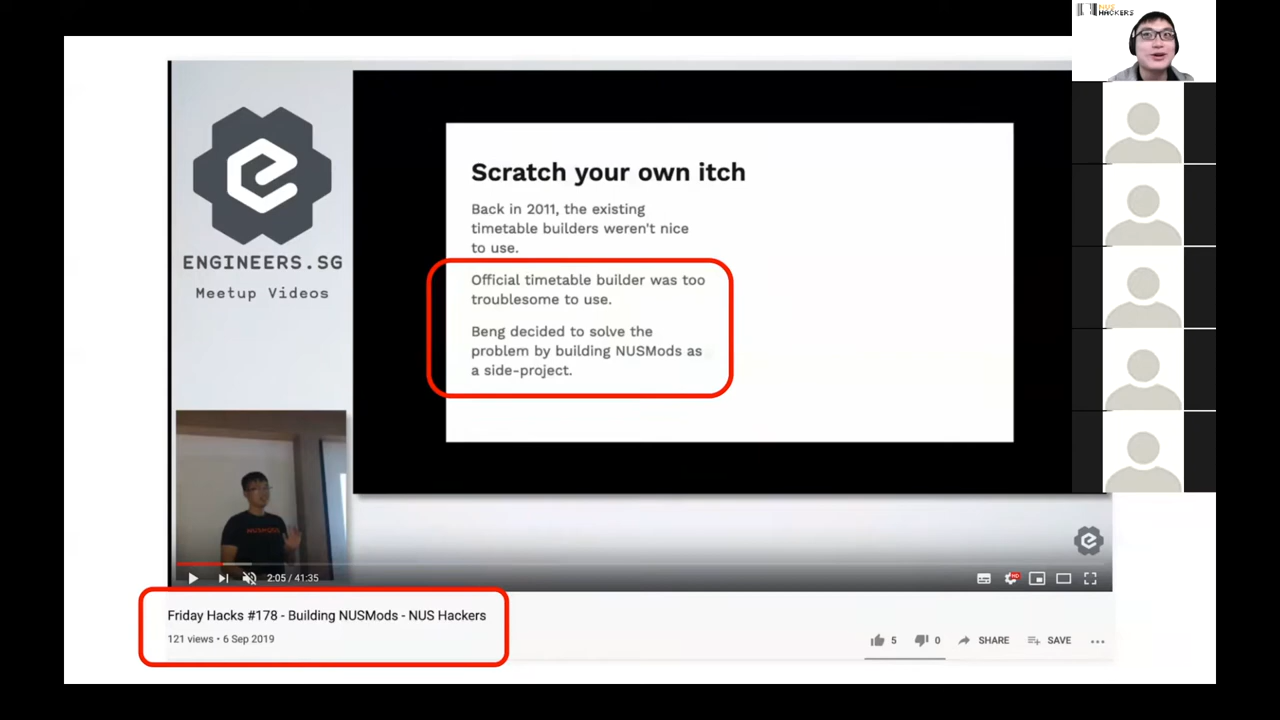 NUS
HACKERS
ENGINEERS.SG
Meetup Videos
Scratch your own itch
Back in 2011, the existing
timetable builders weren't nice
to use.
Official timetable builder was too
troublesome to use.
Beng decided to solve the
problem by building NUSMods as
a side-project.
NUSMODS
2:05 / 41:35
HD
Friday Hacks #178 - Building NUSMods - NUS Hackers
121 views • 6 Sep 2019
5
0
SHARE
SAVE